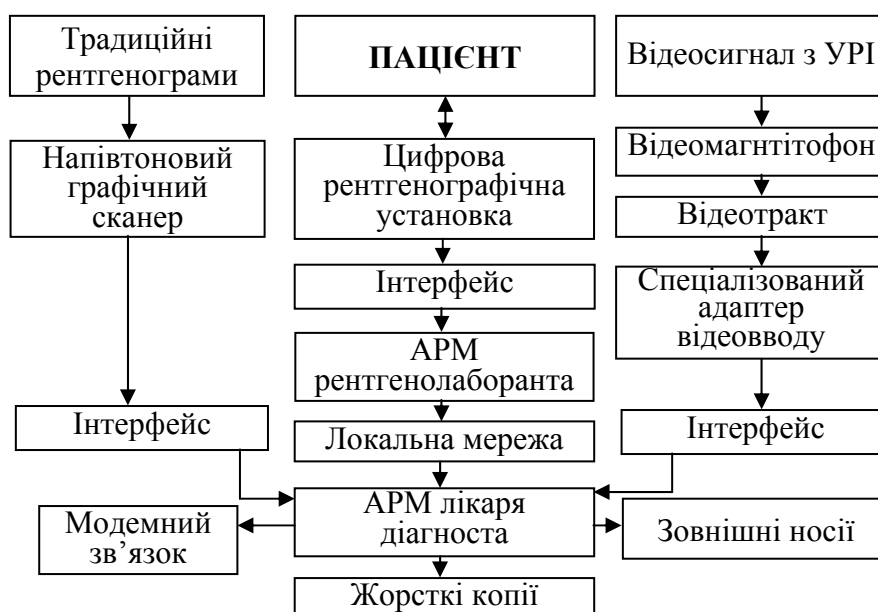 Традиційні
рентгенограми
ПАЦІЄНТ
Відеосигнал з УРІ
Напівтоновий
графічний
сканер
Цифрова
рентгенографічна
установка
Відеомагнтітофон
Відеотракт
Інтерфейс
Спеціалізований
адаптер
відеовводу
АРМ
рентгенолаборанта
Інтерфейс
Локальна мережа
Інтерфейс
Модемний
зв’язок
АРМ лікаря
діагноста
Зовнішні носії
Жорсткі копії